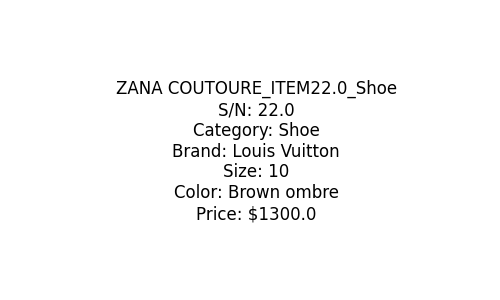 ZANA COUTOURE_ITEM22.0_Shoe
S/N: 22.0
Category: Shoe
Brand: Louis Vuitton
Size: 10
Color: Brown ombre
Price: $1300.0